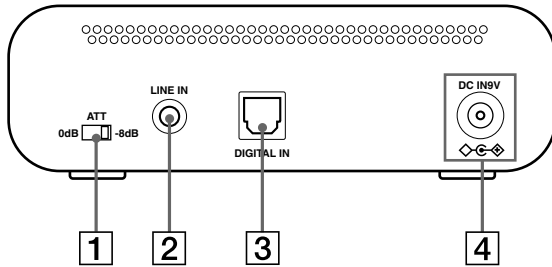 LINE IN
DC IN9V
ATT
0dB
-8dB
DIGITAL IN
1
2
3
4